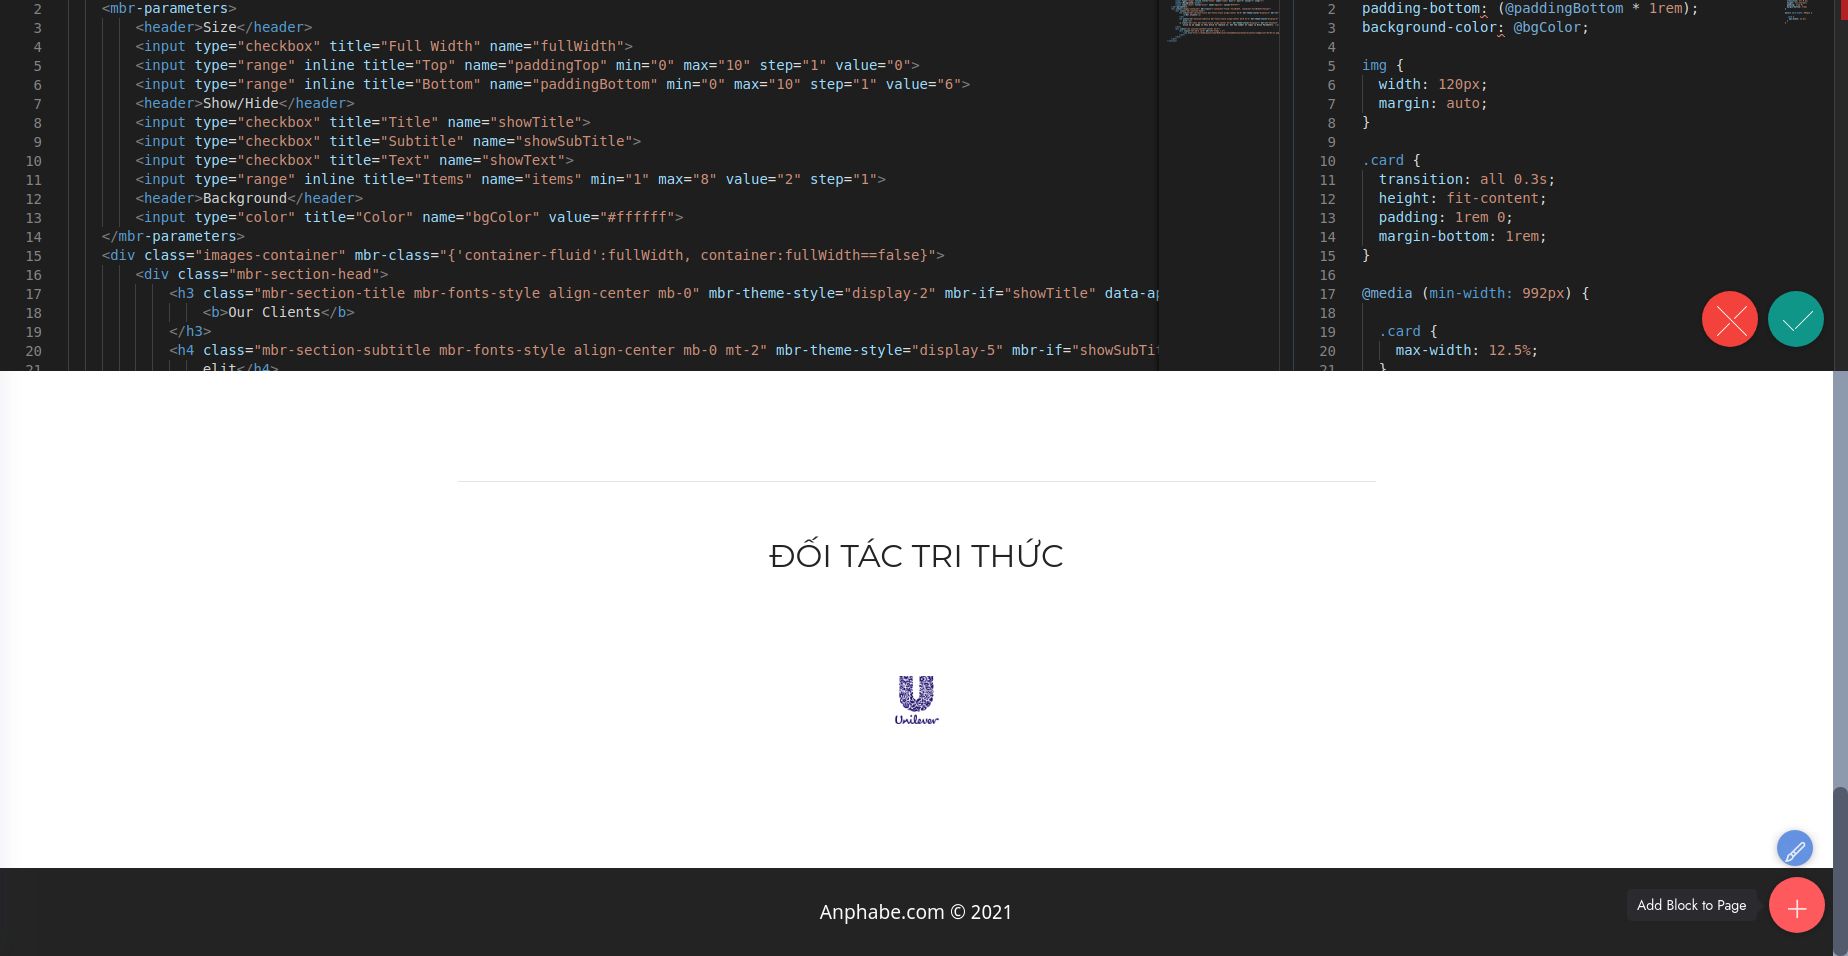 2 <mbr-parameters>
3 <header>Size</header>
4 <input type="checkbox" title="Full Width" name="fullWidth">
5 <input type="range" inline title="Top" name="paddingTop" min="0" max="10" step="1" value="0">
6 <input type="range" inline title="Bottom" name="paddingBottom" min="0" max="10" step="1" value="6">
7 <header>Show/Hide</header>
8 <input type="checkbox" title="Title" name="showTitle">
9 <input type="checkbox" title="Subtitle" name="showSubTitle">
10 <input type="checkbox" title="Text" name="showText">
11 <input type="range" inline title="Items" name="items" min="1" max="8" value="2" step="1">
12 <header>Background</header>
13 <input type="color" title="Color" name="bgColor" value="#ffffff">
14 </mbr-parameters>
15 <div class="images-container" mbr-class="{'container-fluid':fullWidth, container:fullWidth==false}">
16 <div class="mbr-section-head">
17 <h3 class="mbr-section-title mbr-fonts-style align-center mb-0" mbr-theme-style="display-2" mbr-if="showTitle" data-ap
18 <b>Our Clients</b>
19 </h3>
20 <h4 class="mbr-section-subtitle mbr-fonts-style align-center mb-0 mt-2" mbr-theme-style="display-5" mbr-if="showSubTit
21 elit</h4>
2 padding-bottom: (@paddingBottom * 1rem);
3 background-color: @bgColor;
4
5 img {
6 width: 120px;
7 margin: auto;
8 }
9
10 .card {
11 transition: all 0.3s;
12 height: fit-content;
13 padding: 1rem 0;
14 margin-bottom: 1rem;
15 }
16
17 @media (min-width: 992px) {
18
19 .card {
20 max-width: 12.5%;
21 }
ĐỐI TÁC TRI THỨC
Unilever
Anphabe.com © 2021
Add Block to Page